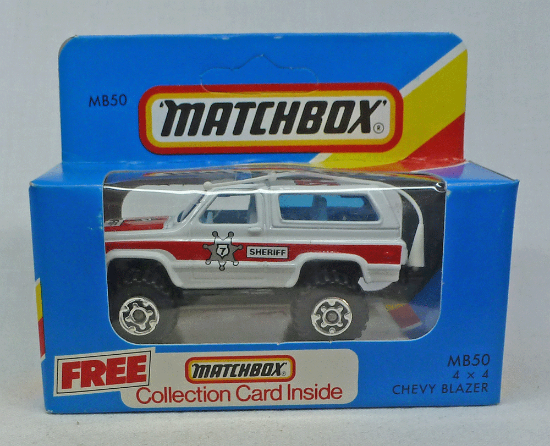 MB50
'MATCHBOX'®
7
SHERIFF
FREE
MATCHBOX®
Collection Card Inside
MB50
4 x 4
CHEVY BLAZER